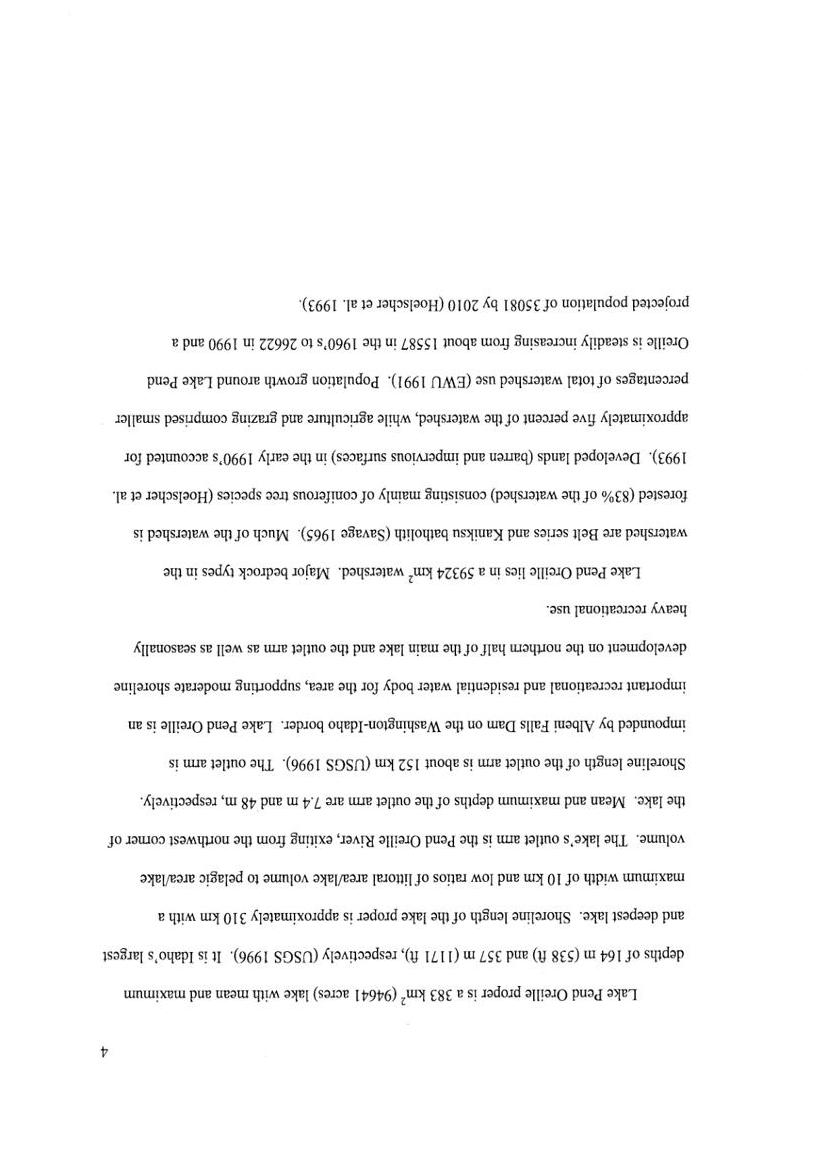 4
Lake Pend Oreille proper is a 383 km² (94641 acres) lake with mean and maximum
depths of 164 m (538 ft) and 357 m (1171 ft), respectively (USGS 1996). It is Idaho's largest
and deepest lake. Shoreline length of the lake proper is approximately 310 km with a
maximum width of 10 km and low ratios of littoral area/lake volume to pelagic area/lake
volume. The lake's outlet arm is the Pend Oreille River, exiting from the northwest corner of
the lake. Mean and maximum depths of the outlet arm are 7.4 m and 48 m, respectively.
Shoreline length of the outlet arm is about 152 km (USGS 1996). The outlet arm is
impounded by Albeni Falls Dam on the Washington-Idaho border. Lake Pend Oreille is an
important recreational and residential water body for the area, supporting moderate shoreline
development on the northern half of the main lake and the outlet arm as well as seasonally
heavy recreational use.
Lake Pend Oreille lies in a 59324 km² watershed. Major bedrock types in the
watershed are Belt series and Kaniksu batholith (Savage 1965). Much of the watershed is
forested (83% of the watershed) consisting mainly of coniferous tree species (Hoelscher et al.
1993). Developed lands (barren and impervious surfaces) in the early 1990's accounted for
approximately five percent of the watershed, while agriculture and grazing comprised smaller
percentages of total watershed use (EWU 1991). Population growth around Lake Pend
Oreille is steadily increasing from about 15587 in the 1960's to 26622 in 1990 and a
projected population of 35081 by 2010 (Hoelscher et al. 1993).